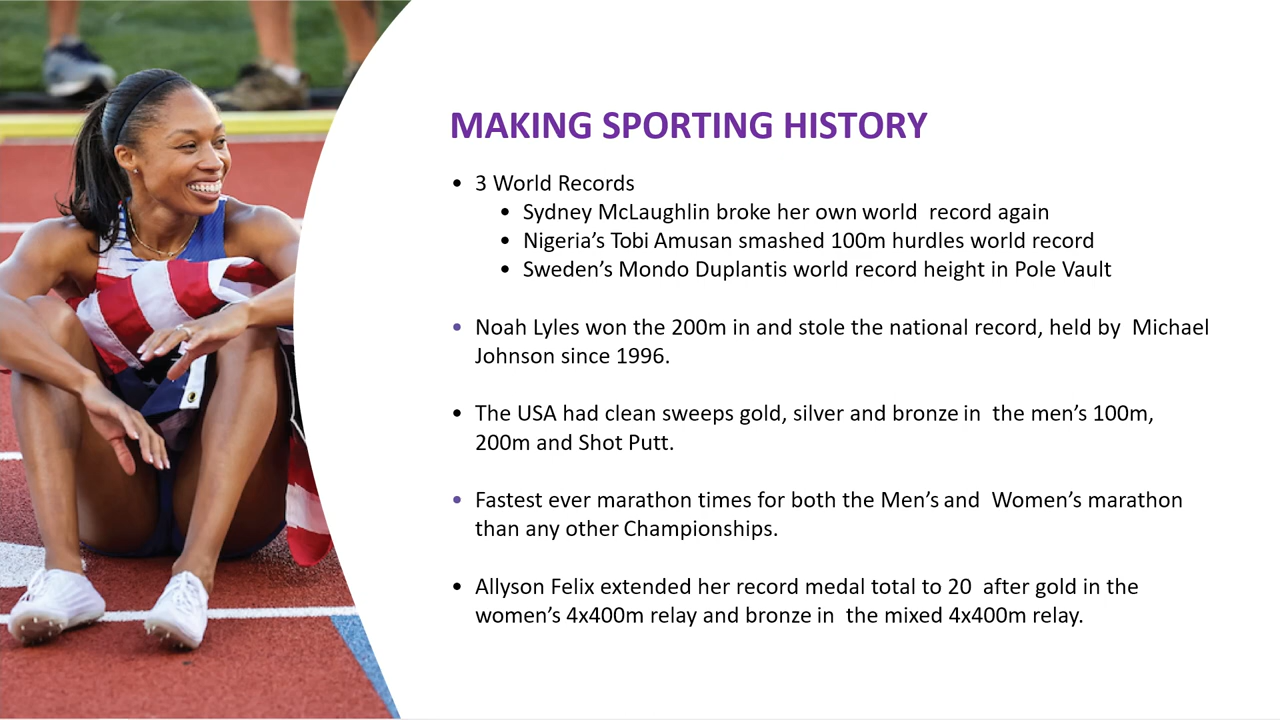 MAKING SPORTING HISTORY
• 3 World Records
• Sydney McLaughlin broke her own world  record again
• Nigeria’s Tobi Amusan smashed 100m hurdles world record
• Sweden’s Mondo Duplantis world record height in Pole Vault
• Noah Lyles won the 200m in and stole the national record, held by  Michael
Johnson since 1996.
• The USA had clean sweeps gold, silver and bronze in  the men’s 100m,
200m and Shot Putt.
• Fastest ever marathon times for both the Men’s and  Women’s marathon
than any other Championships.
• Allyson Felix extended her record medal total to 20  after gold in the
women’s 4x400m relay and bronze in  the mixed 4x400m relay.